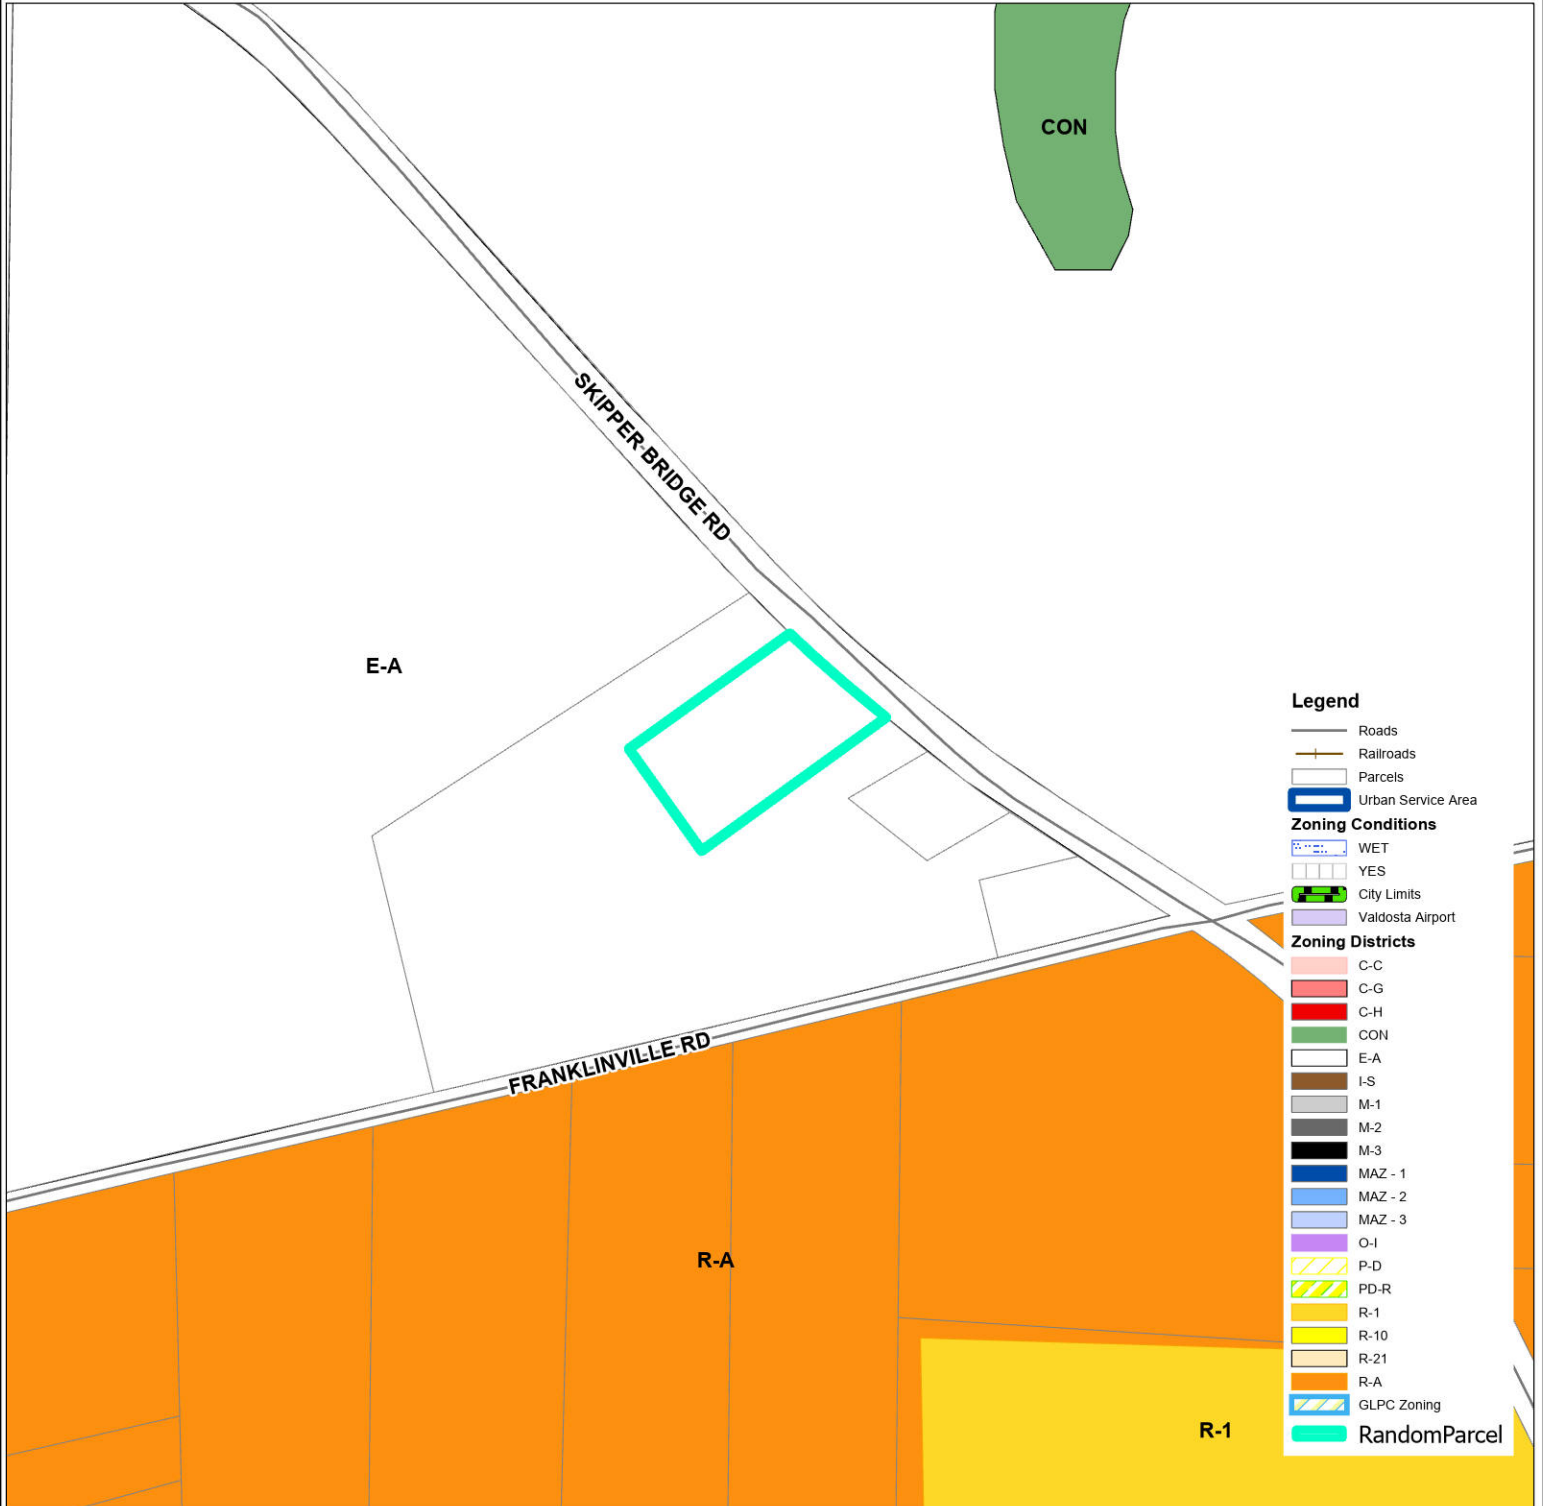 CON
SKIPPER BRIDGE RD
E-A
FRANKLINVILLE RD
R-A
R-1
Legend
Roads
Railroads
Parcels
Urban Service Area
Zoning Conditions
WET
YES
City Limits
Valdosta Airport
Zoning Districts
C-C
C-G
C-H
CON
E-A
I-S
M-1
M-2
M-3
MAZ - 1
MAZ - 2
MAZ - 3
O-I
P-D
PD-R
R-1
R-10
R-21
R-A
GLPC Zoning
RandomParcel